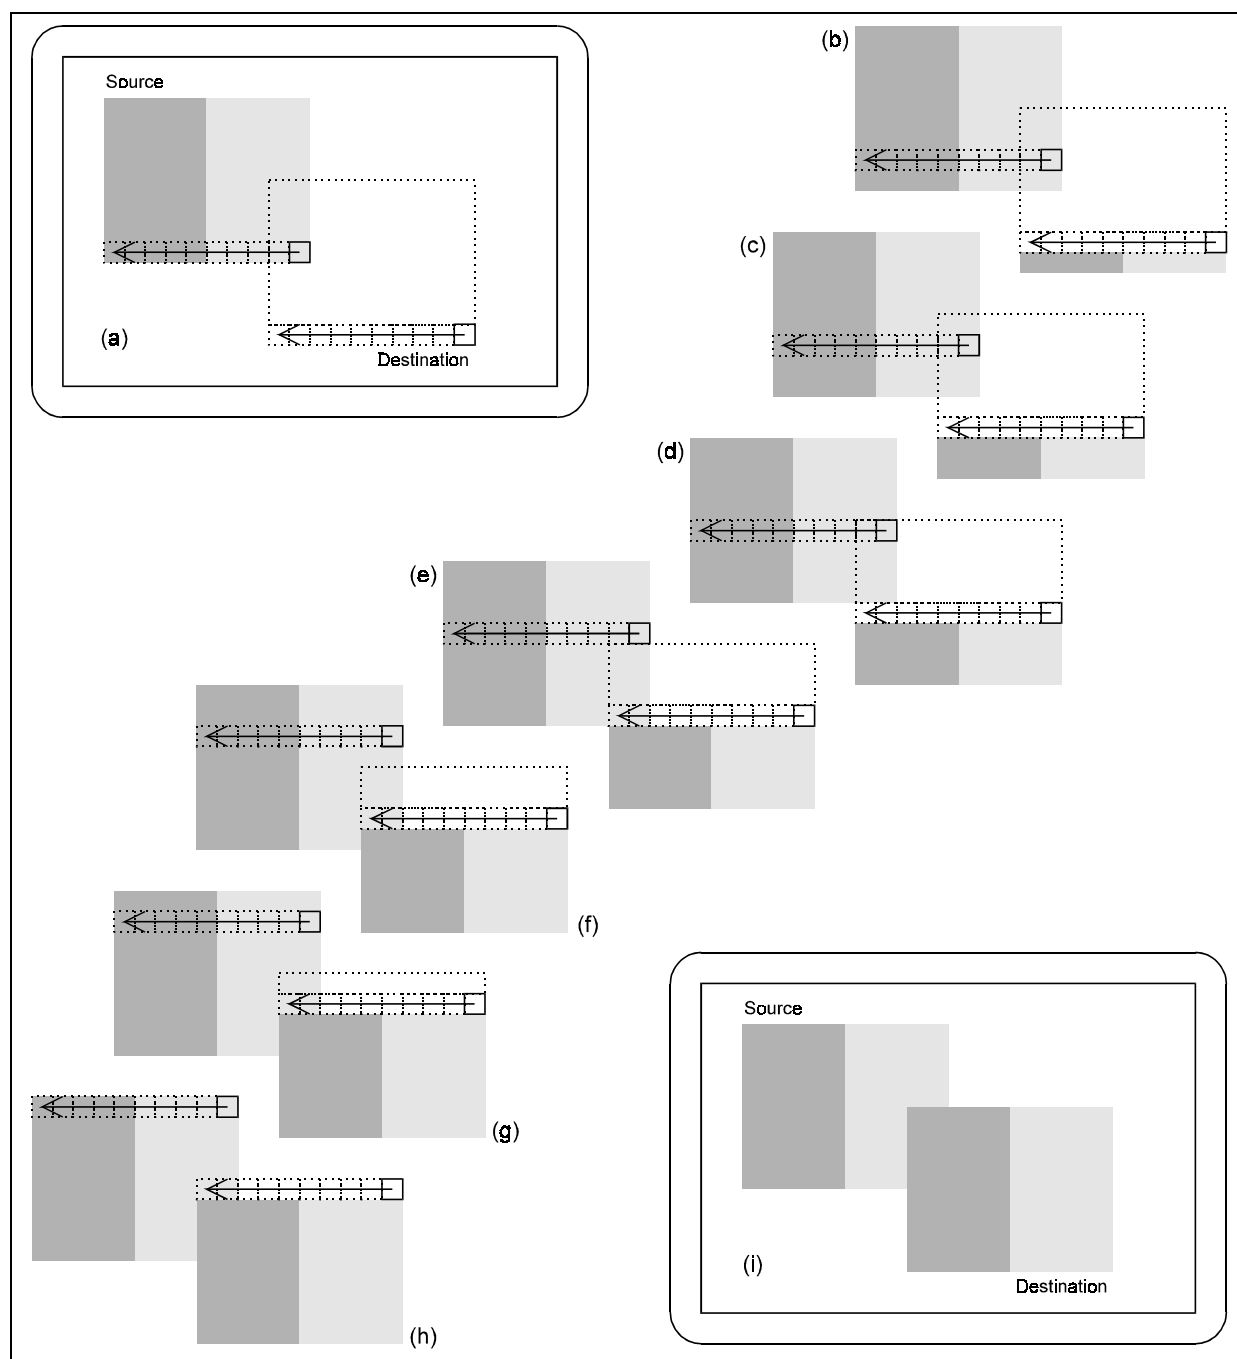 Source
(a)
Destination
(b)
(c)
(d)
(e)
(f)
(g)
(h)
Source
(i)
Destination